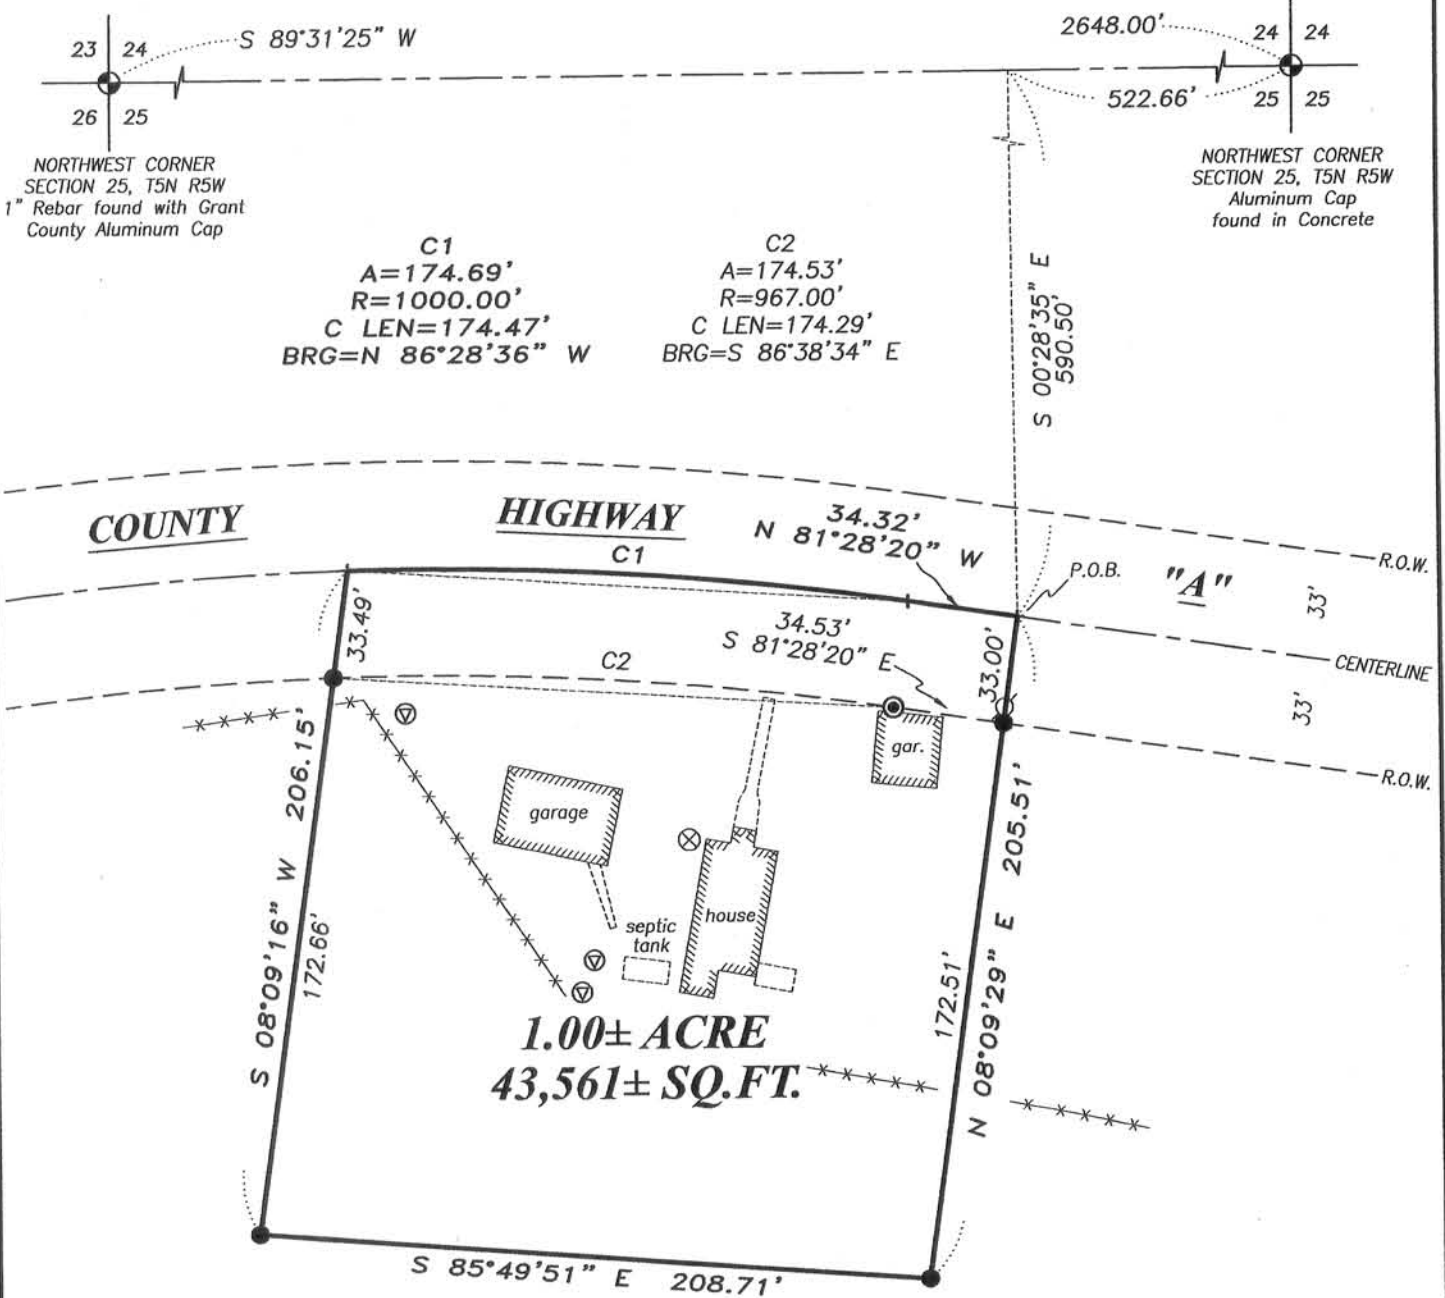 23 24
26 25
S 89°31'25" W
2648.00'
24 24
25 25
522.66'
NORTHWEST CORNER
SECTION 25, T5N R5W
1" Rebar found with Grant
County Aluminum Cap
NORTHWEST CORNER
SECTION 25, T5N R5W
Aluminum Cap
found in Concrete
C1
A=174.69'
R=1000.00'
C LEN=174.47'
BRG=N 86°28'36" W
C2
A=174.53'
R=967.00'
C LEN=174.29'
BRG=S 86°38'34" E
S 00°28'35" E
590.50'
COUNTY
HIGHWAY
"A"
C1
34.32'
N 81°28'20" W
P.O.B.
R.O.W.
33'
CENTERLINE
33'
R.O.W.
33.49'
C2
34.53'
S 81°28'20" E
33.00'
gar.
garage
house
septic
tank
S 08°09'16" W 206.15'
172.66'
172.51'
N 08°09'29" E 205.51'
1.00± ACRE
43,561± SQ.FT.
S 85°49'51" E 208.71'